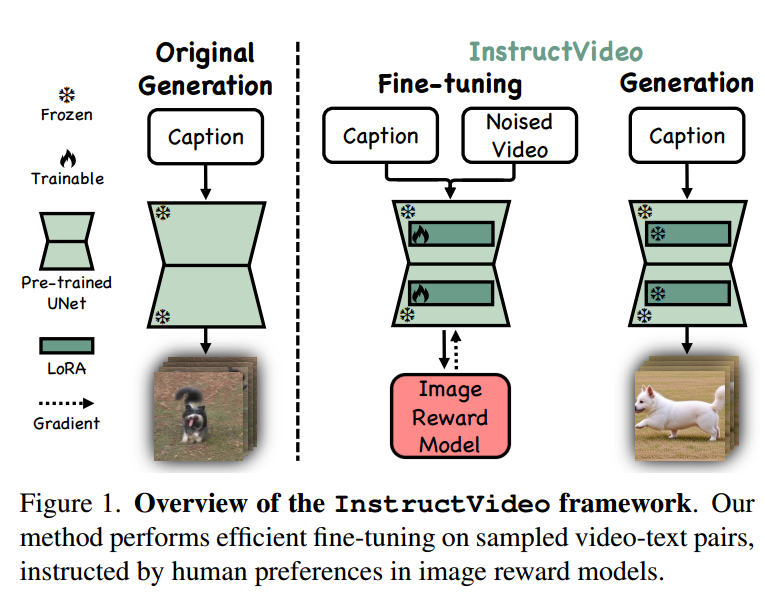 Original
Generation
InstructVideo
Fine-tuning
Generation
Frozen
Trainable
Pre-trained
UNet
LoRA
Gradient
Caption
Caption
Noised
Video
Caption
Image
Reward
Model
Figure 1. Overview of the InstructVideo framework. Our
method performs efficient fine-tuning on sampled video-text pairs,
instructed by human preferences in image reward models.